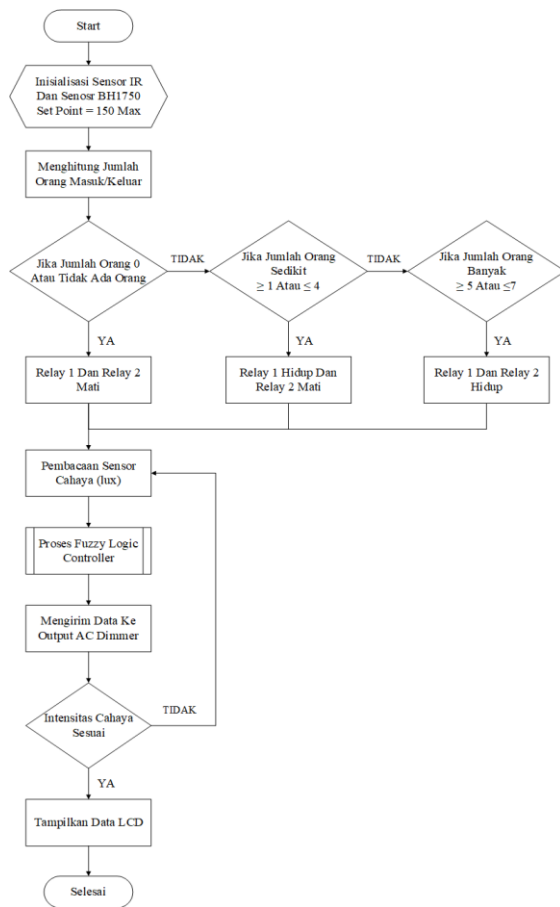 Start
Inisialisasi Sensor IR
Dan Senosr BH1750
Set Point = 150 Max
Menghitung Jumlah
Orang Masuk/Keluar
Jika Jumlah Orang 0
Atau Tidak Ada Orang
TIDAK
Jika Jumlah Orang
Sedikit
≥ 1 Atau ≤ 4
TIDAK
Jika Jumlah Orang
Banyak
≥ 5 Atau ≤7
YA
YA
YA
Relay 1 Dan Relay 2
Mati
Relay 1 Hidup Dan
Relay 2 Mati
Relay 1 Dan Relay 2
Hidup
Pembacaan Sensor
Cahaya (lux)
Proses Fuzzy Logic
Controller
Mengirim Data Ke
Output AC Dimmer
Intensitas Cahaya
Sesuai
TIDAK
YA
Tampilkan Data LCD
Selesai